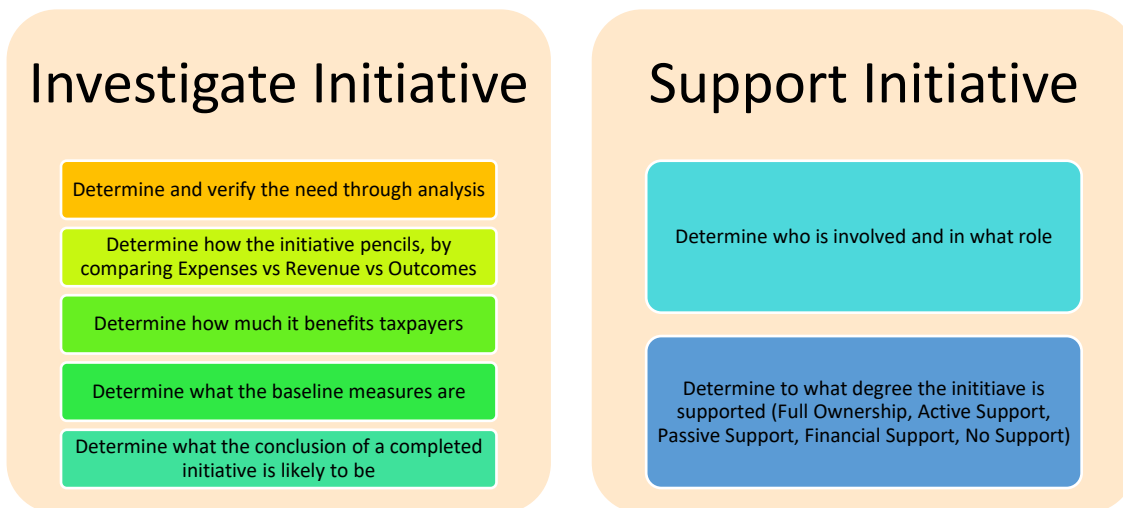 Investigate Initiative
Determine and verify the need through analysis
Determine how the initiative pencils, by
comparing Expenses vs Revenue vs Outcomes
Determine how much it benefits taxpayers
Determine what the baseline measures are
Determine what the conclusion of a completed
initiative is likely to be
Support Initiative
Determine who is involved and in what role
Determine to what degree the inititiave is
supported (Full Ownership, Active Support,
Passive Support, Financial Support, No Support)